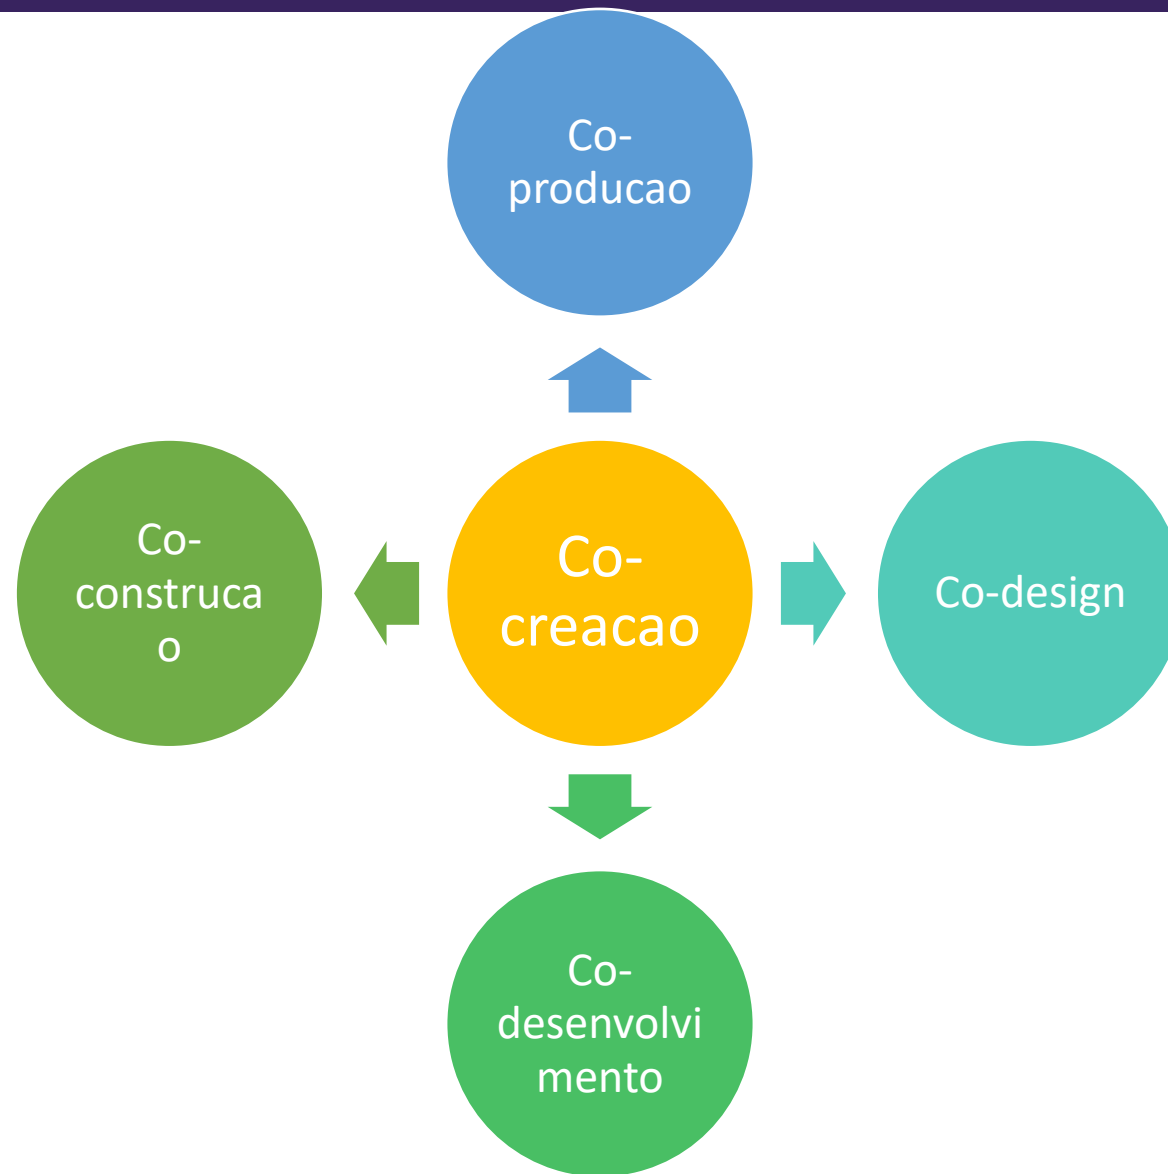 Co-
producao
Co-
construca
o
Co-
creacao
Co-design
Co-
desenvolvi
mento